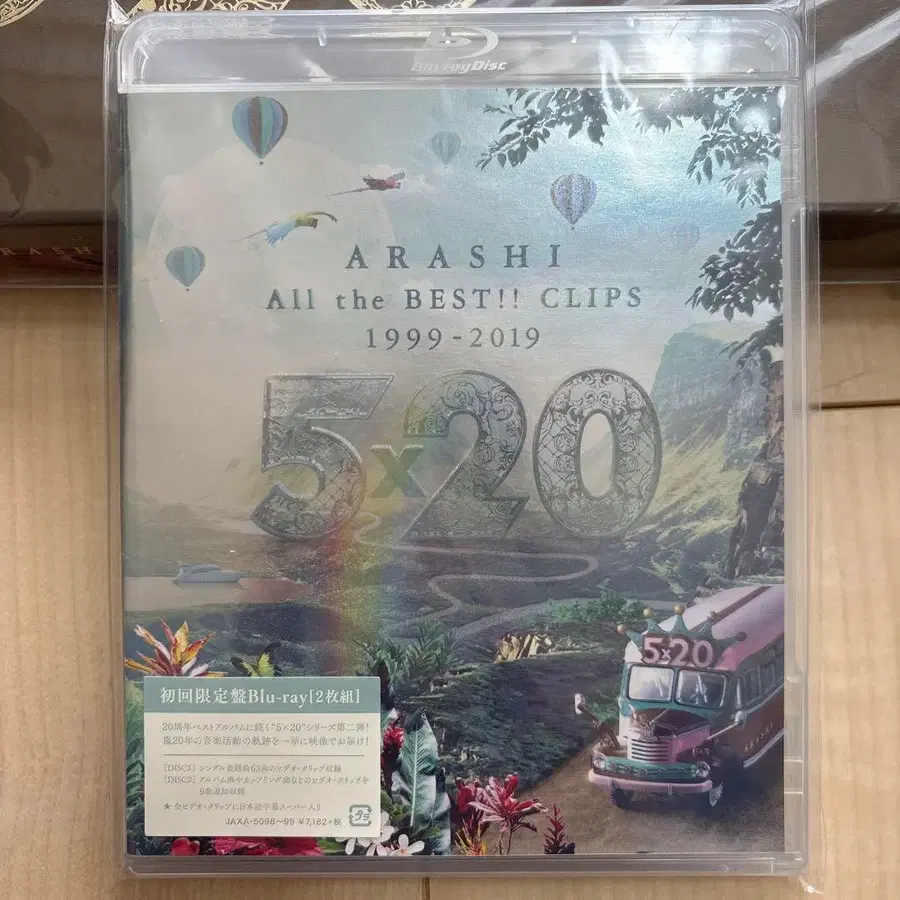 Blu-ray Disc
ARASHI
ARASHI
All the BEST!! CLIPS
1999-2019
5×20
5×20
ARASHI
初回限定盤Blu-ray[2枚組]
20周年ベストアルバムに続く"5×20"シリーズ第二弾!
嵐20年の音楽活動の軌跡を一挙に映像でお届け!
[DISC1] シングル表題曲63曲のビデオ・クリップ収録
[DISC2] アルバム曲やカップリング曲などのビデオ・クリップを
9曲追加収録
★ 全ビデオ・クリップに日本語字幕スーパー入り
JAXA-5098~99 ¥7,182+税